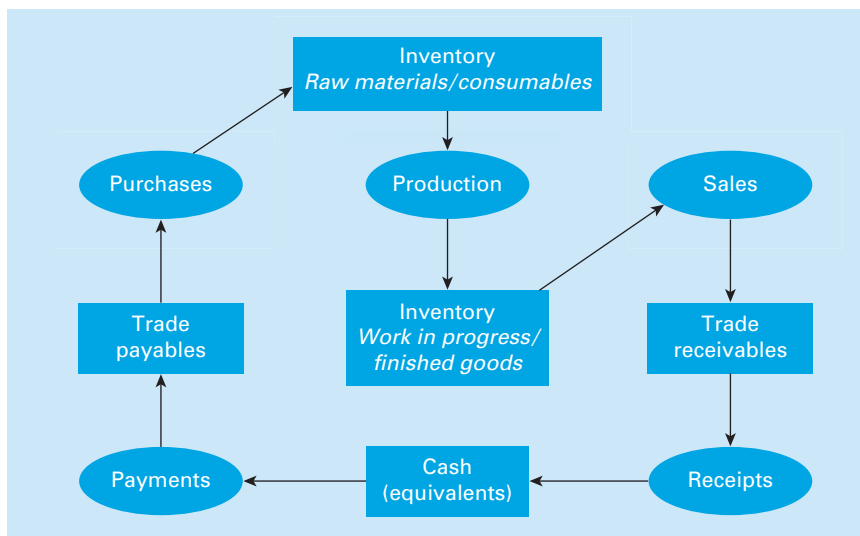 Inventory
Raw materials/consumables
Purchases
Production
Sales
Trade
payables
Inventory
Work in progress/
finished goods
Trade
receivables
Payments
Cash
(equivalents)
Receipts